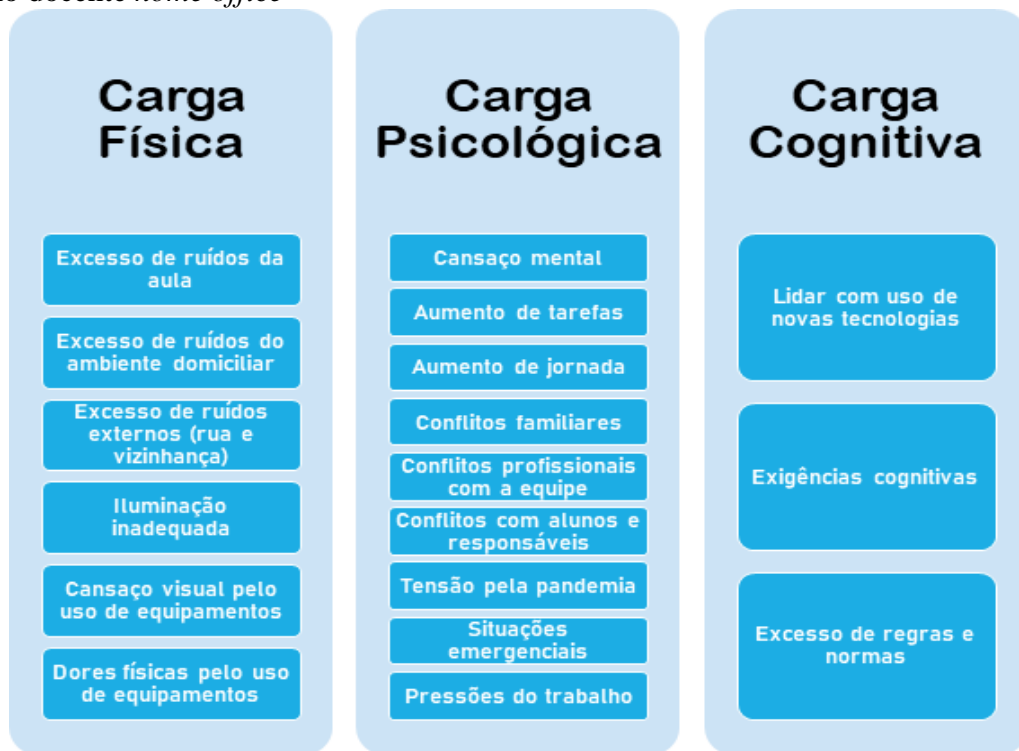 docente home office
Carga
Física
Excesso de ruídos da
aula
Excesso de ruídos do
ambiente domiciliar
Excesso de ruídos
externos (rua e
vizinhança)
Iluminação
inadequada
Cansaço visual pelo
uso de equipamentos
Dores físicas pelo uso
de equipamentos
Carga
Psicológica
Cansaço mental
Aumento de tarefas
Aumento de jornada
Conflitos familiares
Conflitos profissionais
com a equipe
Conflitos com alunos e
responsáveis
Tensão pela pandemia
Situações
emergenciais
Pressões do trabalho
Carga
Cognitiva
Lidar com uso de
novas tecnologias
Exigências cognitivas
Excesso de regras e
normas